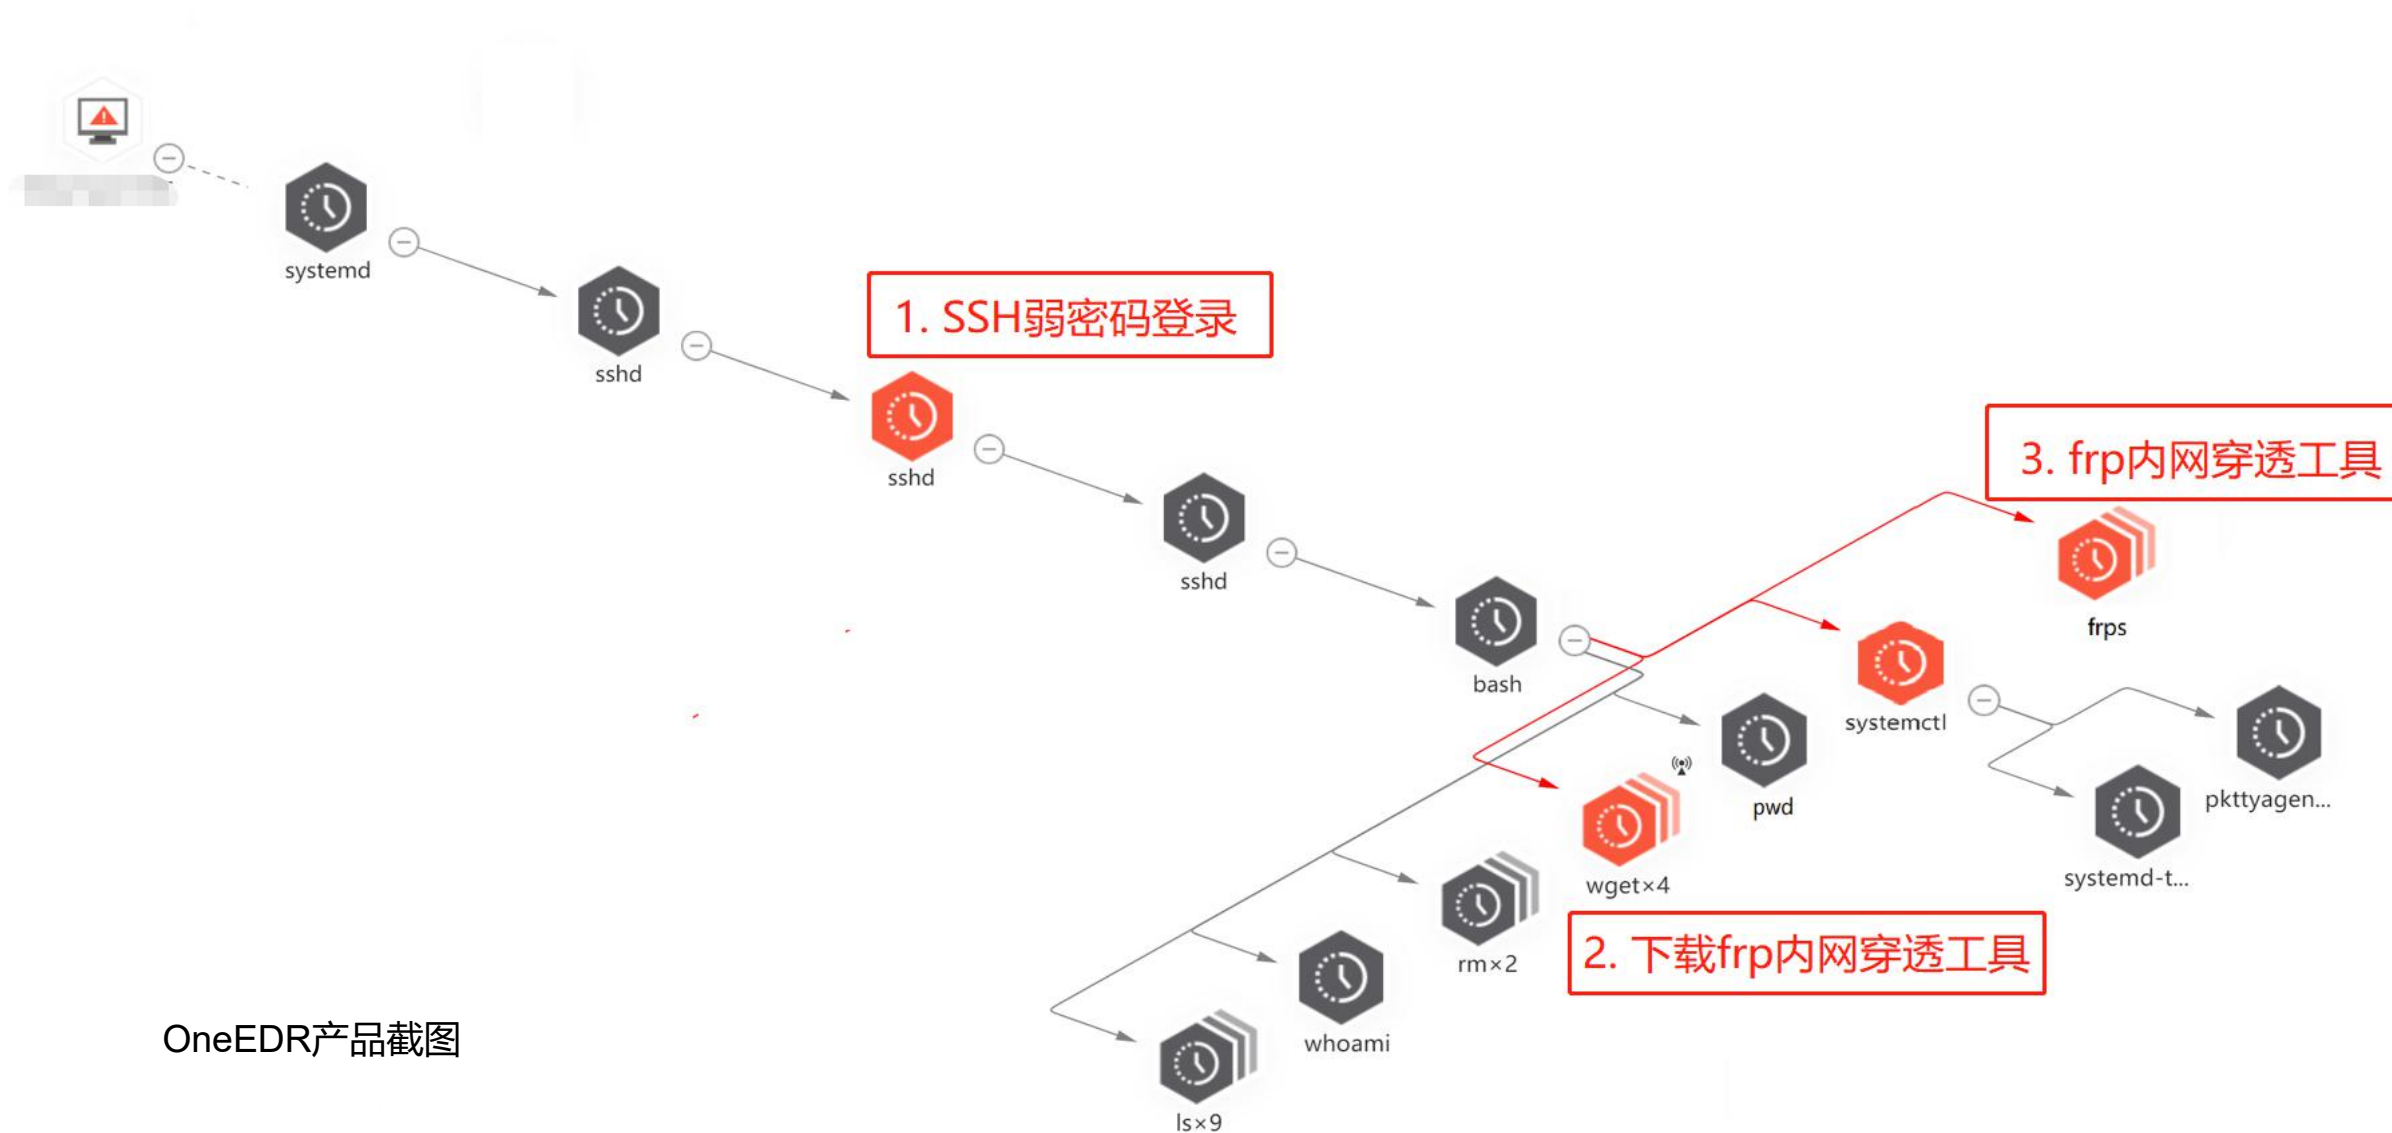 systemd
sshd
1. SSH弱密码登录
sshd
3. frp内网穿透工具
sshd
frps
bash
systemctl
pwd
pkttyagen...
wget×4
systemd-t...
2. 下载frp内网穿透工具
rm×2
whoami
OneEDR产品截图
ls×9